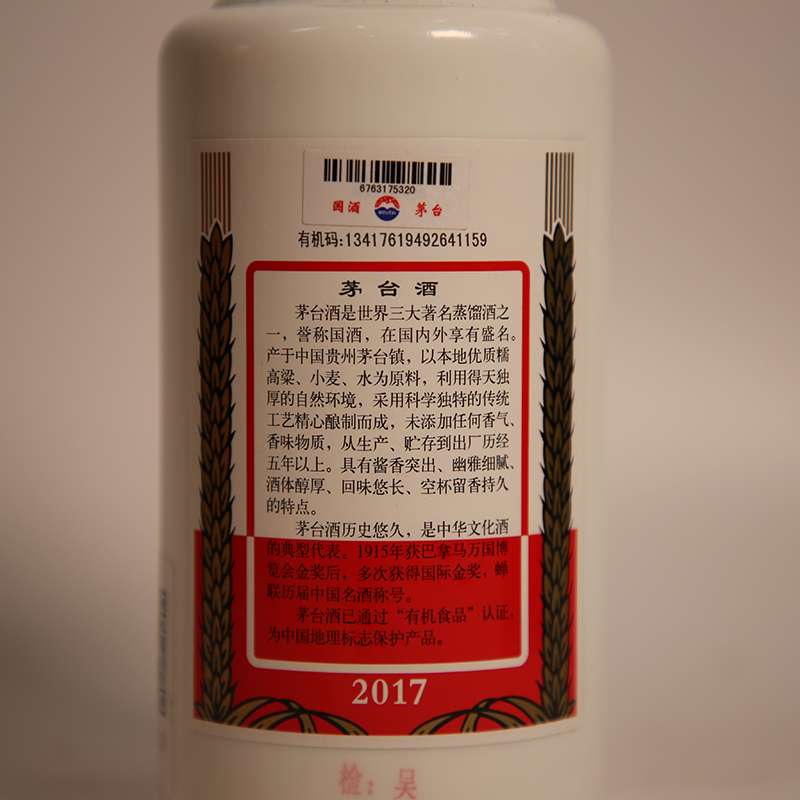 6763175320
国酒 茅台
有机码:13417619492641159
茅台酒
茅台酒是世界三大著名蒸馏酒之
一,誉称国酒,在国内外享有盛名。
产于中国贵州茅台镇,以本地优质糯
高粱、小麦、水为原料,利用得天独
厚的自然环境,采用科学独特的传统
工艺精心酿制而成,未添加任何香气、
香味物质,从生产、贮存到出厂历经
五年以上。具有酱香突出、幽雅细腻、
酒体醇厚、回味悠长、空杯留香持久
的特点。
茅台酒历史悠久,是中华文化酒
的典型代表。1915年获巴拿马万国博
览会金奖后,多次获得国际金奖,蝉
联历届中国名酒称号。
茅台酒已通过“有机食品”认证,
为中国地理标志保护产品。
2017
检:吴